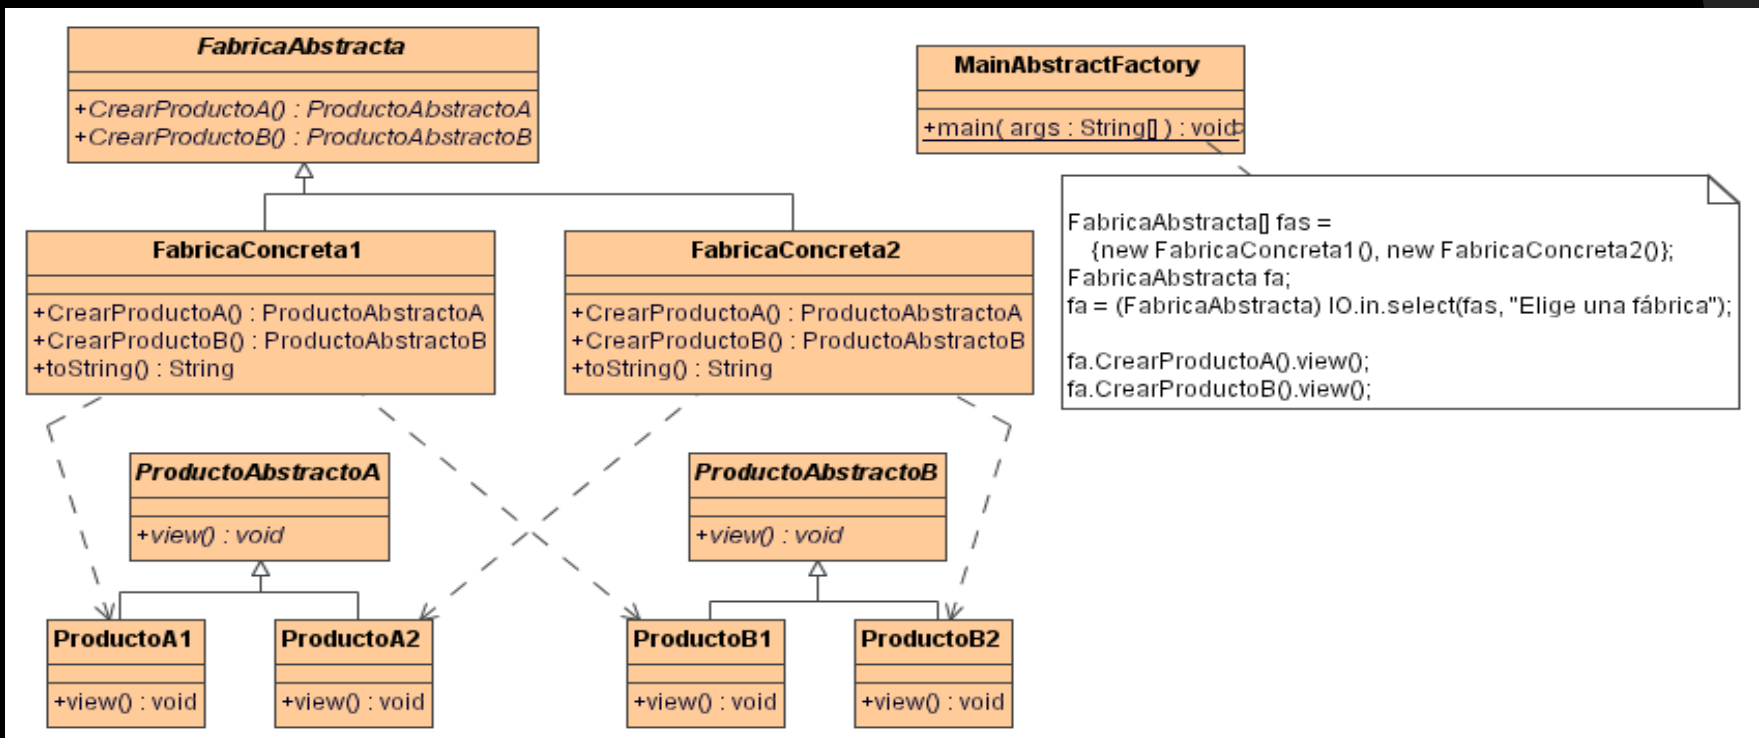 FabricaAbstracta
+CrearProductoA() : ProductoAbstractoA
+CrearProductoB() : ProductoAbstractoB
MainAbstractFactory
+main( args : String[] ) : void
FabricaAbstracta[] fas =
{new FabricaConcreta1(), new FabricaConcreta2()};
FabricaAbstracta fa;
fa = (FabricaAbstracta) IO.in.select(fas, "Elige una fábrica");
fa.CrearProductoA().view();
fa.CrearProductoB().view();
FabricaConcreta1
+CrearProductoA() : ProductoAbstractoA
+CrearProductoB() : ProductoAbstractoB
+toString() : String
FabricaConcreta2
+CrearProductoA() : ProductoAbstractoA
+CrearProductoB() : ProductoAbstractoB
+toString() : String
ProductoAbstractoA
+view() : void
ProductoAbstractoB
+view() : void
ProductoA1
+view() : void
ProductoA2
+view() : void
ProductoB1
+view() : void
ProductoB2
+view() : void